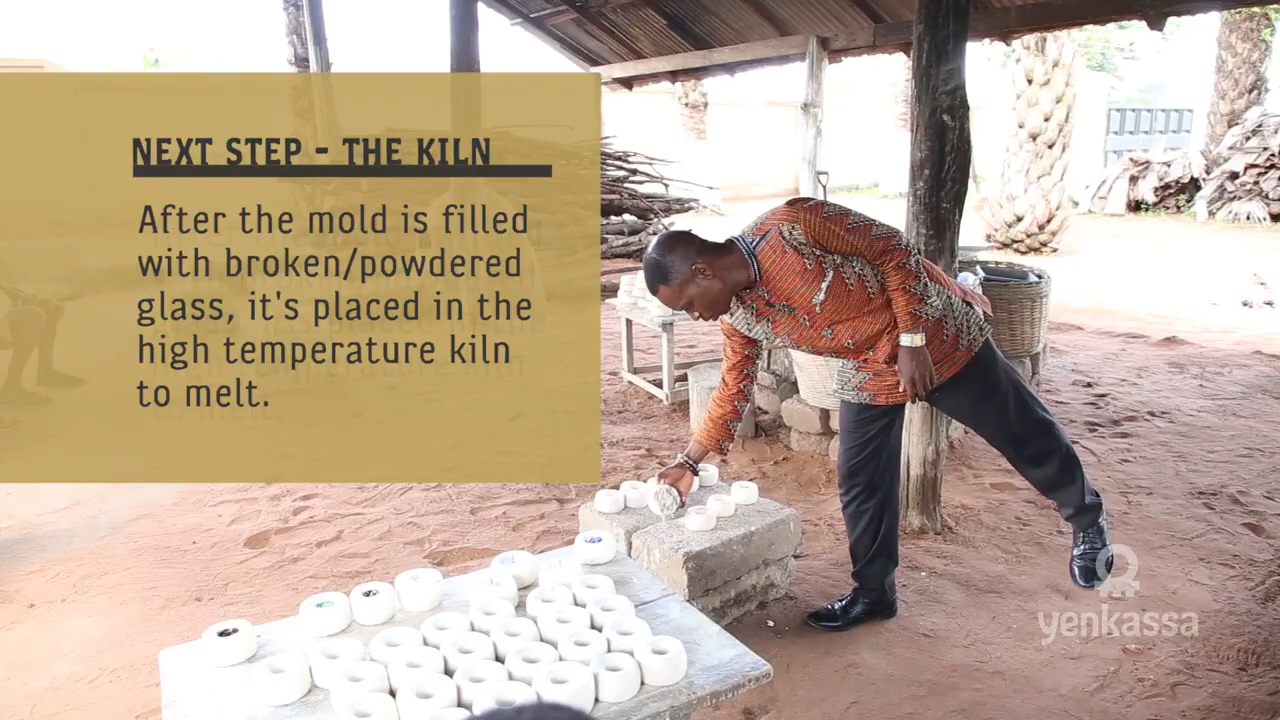 NEXT STEP - THE KILN
After the mold is filled
with broken/powdered
glass, it's placed in the
high temperature kiln
to melt.
yenkassa